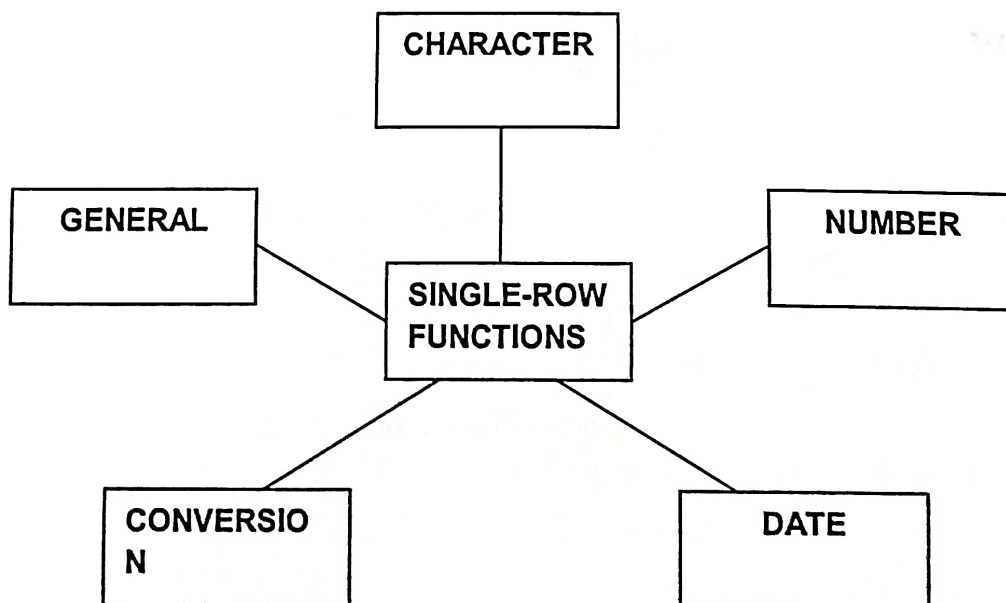 CHARACTER
GENERAL
NUMBER
SINGLE-ROW
FUNCTIONS
CONVERSIO
N
DATE